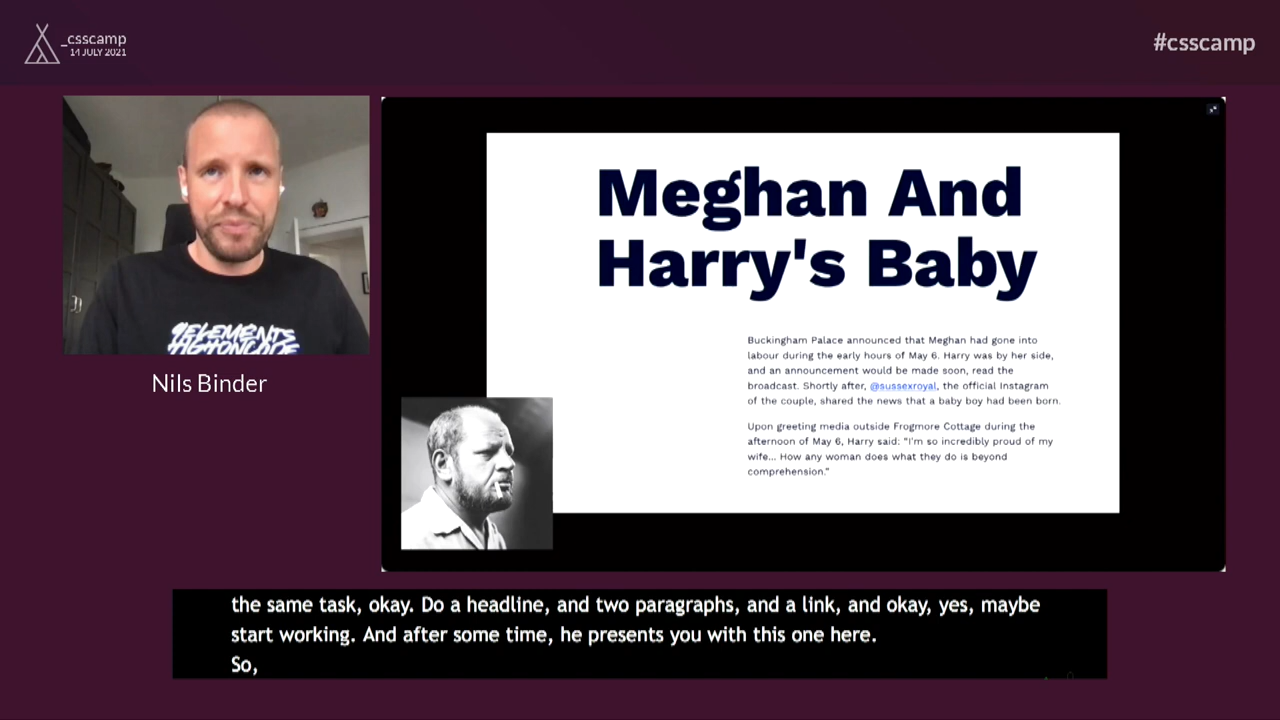 _csscamp
14 JULY 2021
#csscamp
9ELEMENTS
Nils Binder
Meghan And
Harry's Baby
Buckingham Palace announced that Meghan had gone into
labour during the early hours of May 6. Harry was by her side,
and an announcement would be made soon, read the
broadcast. Shortly after, @sussexroyal, the official Instagram
of the couple, shared the news that a baby boy had been born.
Upon greeting media outside Frogmore Cottage during the
afternoon of May 6, Harry said: “I'm so incredibly proud of my
wife... How any woman does what they do is beyond
comprehension.”
the same task, okay. Do a headline, and two paragraphs, and a link, and okay, yes, maybe
start working. And after some time, he presents you with this one here.
So,